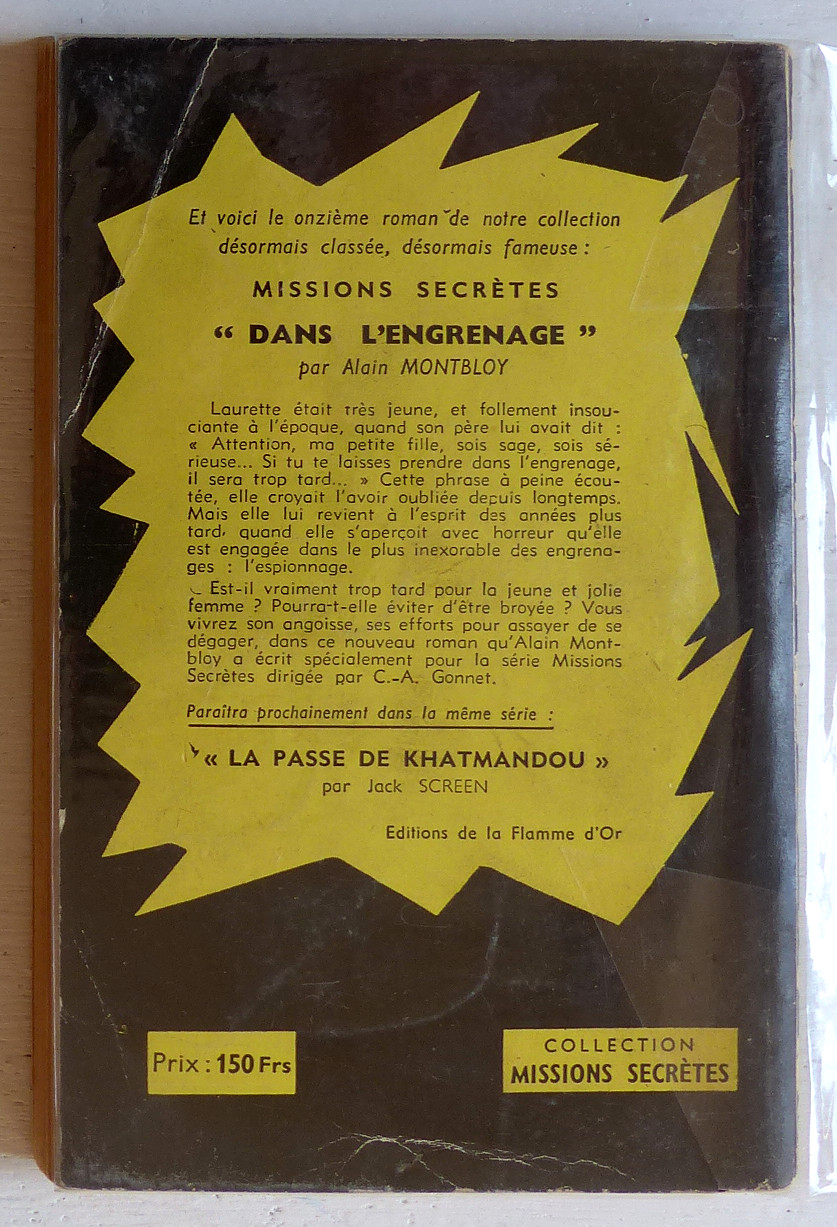 Et voici le onzième roman de notre collection
désormais classée, désormais fameuse :
MISSIONS SECRÈTES
“ DANS L'ENGRENAGE ”
par Alain MONTBLOY
Laurette était très jeune, et follement insou-
ciante à l'époque, quand son père lui avait dit :
« Attention, ma petite fille, sois sage, sois sé-
rieuse... Si tu te laisses prendre dans l'engrenage,
il sera trop tard... » Cette phrase à peine écou-
tée, elle croyait l'avoir oubliée depuis longtemps.
Mais elle lui revient à l'esprit des années plus
tard, quand elle s'aperçoit avec horreur qu'elle
est engagée dans le plus inexorable des engrena-
ges : l'espionnage.
Est-il vraiment trop tard pour la jeune et jolie
femme ? Pourra-t-elle éviter d'être broyée ? Vous
vivrez son angoisse, ses efforts pour assayer de se
dégager, dans ce nouveau roman qu'Alain Mont-
bloy a écrit spécialement pour la série Missions
Secrètes dirigée par C.-A. Gonnet.
Paraîtra prochainement dans la même série :
« LA PASSE DE KHATMANDOU »
par Jack SCREEN
Editions de la Flamme d'Or
Prix : 150 Frs
COLLECTION
MISSIONS SECRÈTES